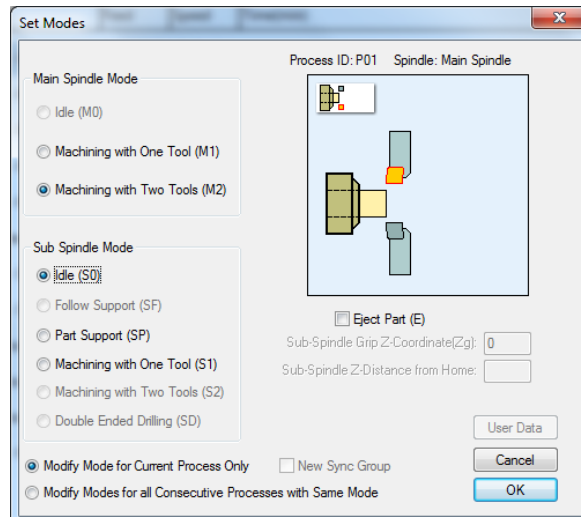 Set Modes
Process ID: P01 Spindle: Main Spindle
Main Spindle Mode
Idle (M0)
Machining with One Tool (M1)
Machining with Two Tools (M2)
Sub Spindle Mode
Idle (S0)
Follow Support (SF)
Part Support (SP)
Machining with One Tool (S1)
Machining with Two Tools (S2)
Double Ended Drilling (SD)
Eject Part (E)
Sub-Spindle Grip Z-Coordinate(Zg): 0
Sub-Spindle Z-Distance from Home:
User Data
Modify Mode for Current Process Only
New Sync Group
Cancel
Modify Modes for all Consecutive Processes with Same Mode
OK